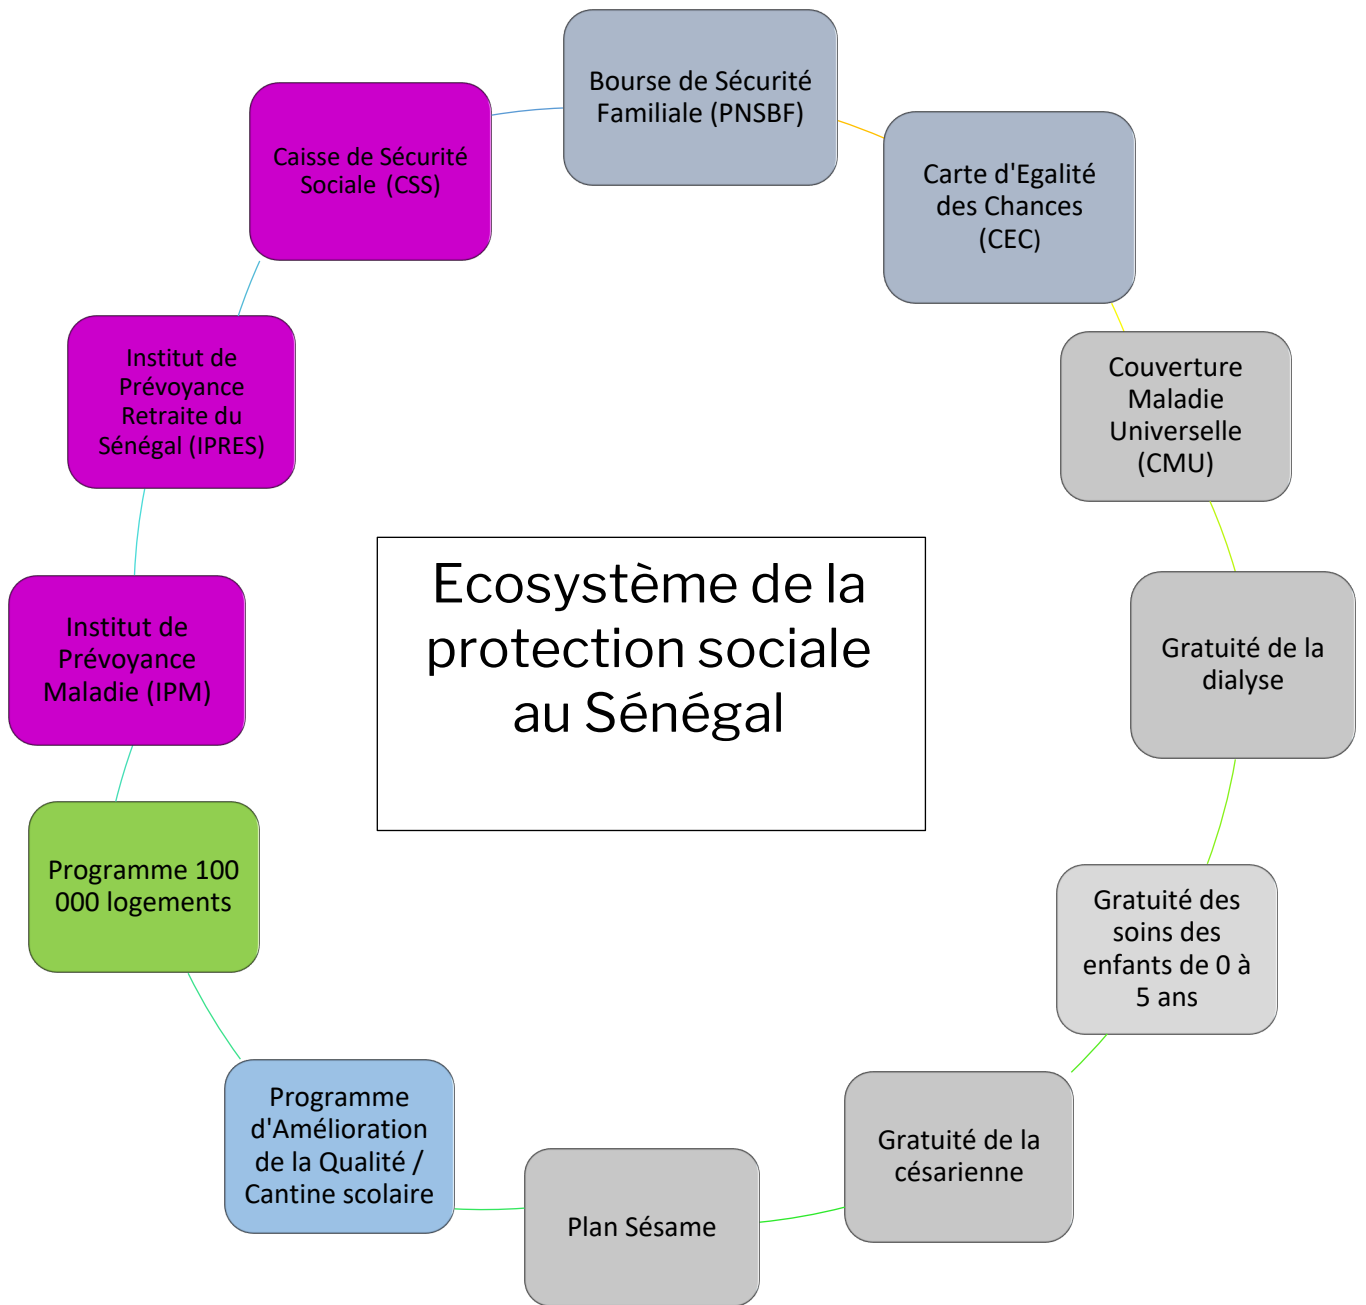 Bourse de Sécurité
Familiale (PNSBF)
Carte d'Egalité
des Chances
(CEC)
Couverture
Maladie
Universelle
(CMU)
Gratuité de la
dialyse
Gratuité des
soins des
enfants de 0 à
5 ans
Gratuité de la
césarienne
Plan Sésame
Programme
d'Amélioration
de la Qualité /
Cantine scolaire
Programme 100
000 logements
Institut de
Prévoyance
Maladie (IPM)
Institut de
Prévoyance
Retraite du
Sénégal (IPRES)
Caisse de Sécurité
Sociale (CSS)
Ecosystème de la
protection sociale
au Sénégal